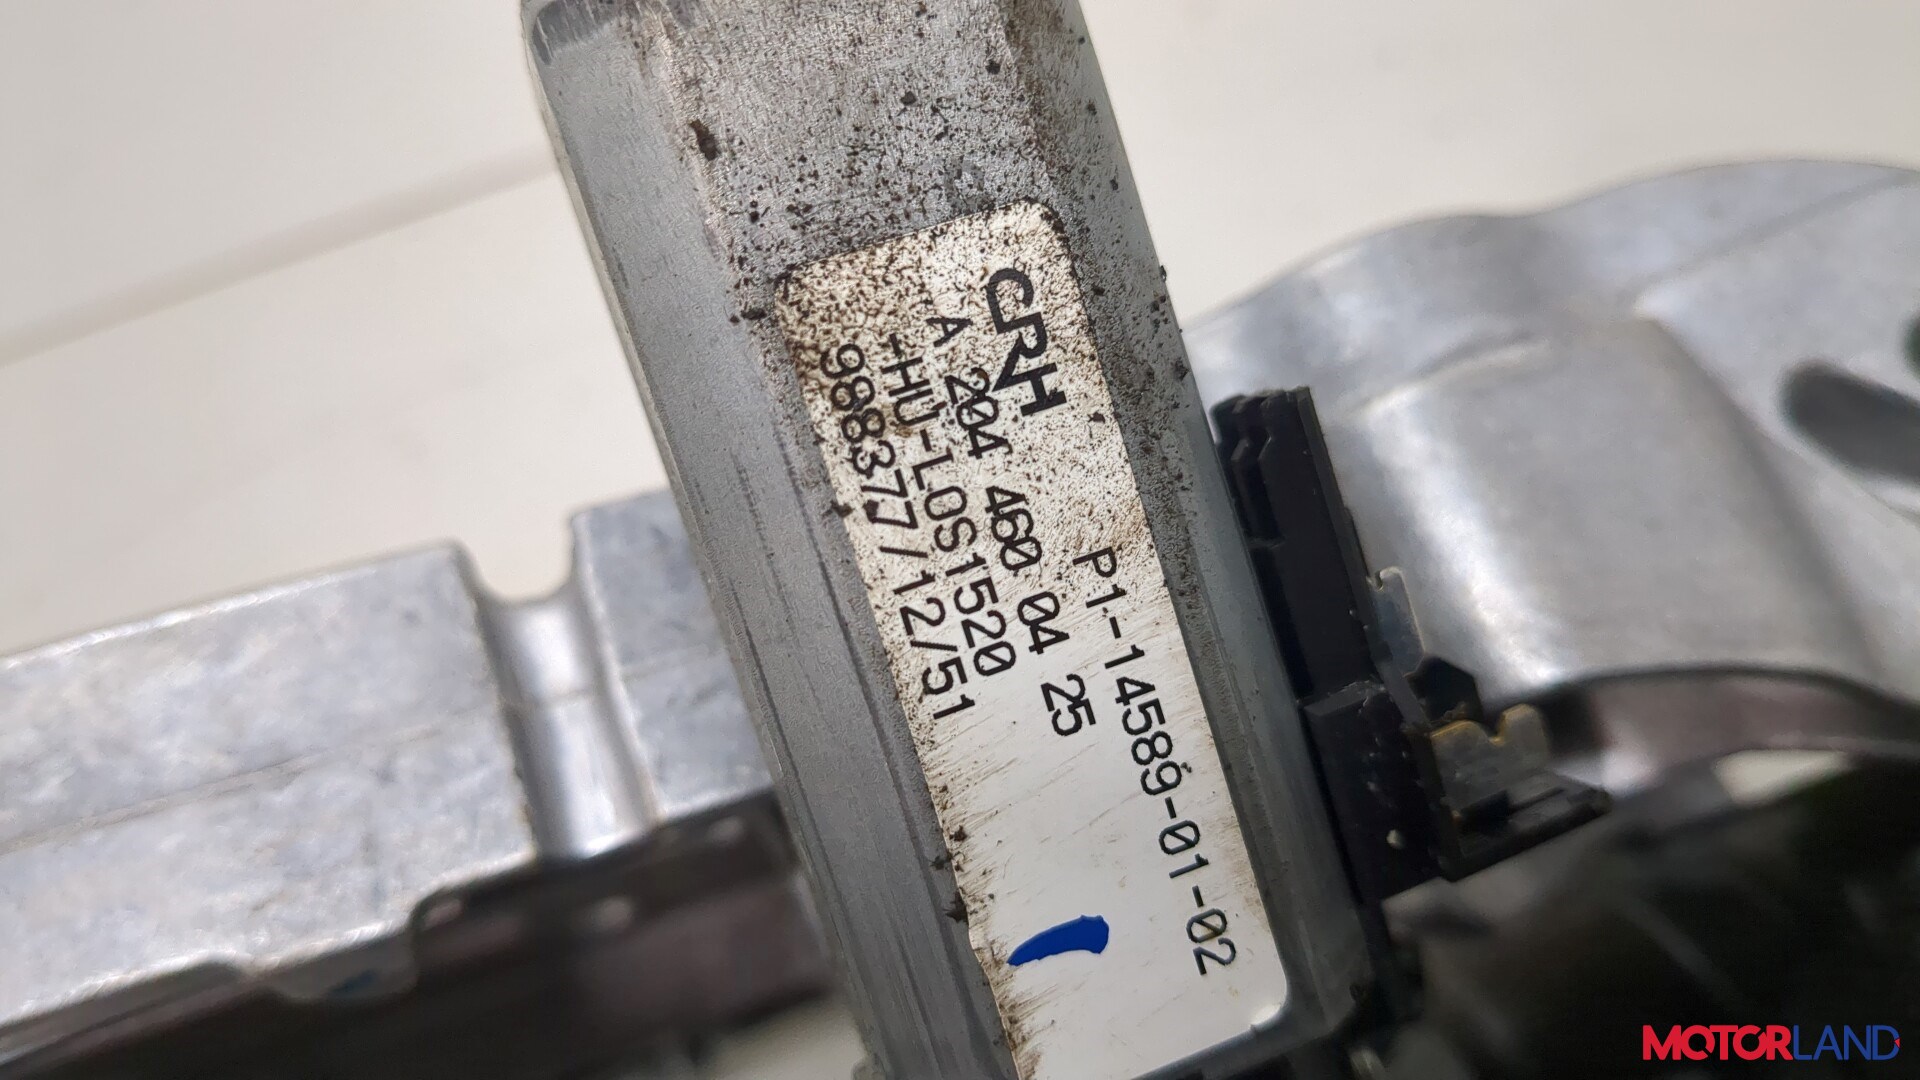 CRH P1-14589-01-02
A 204 460 04 25
-HU-LOS1520
988377/12/51
MOTORLAND